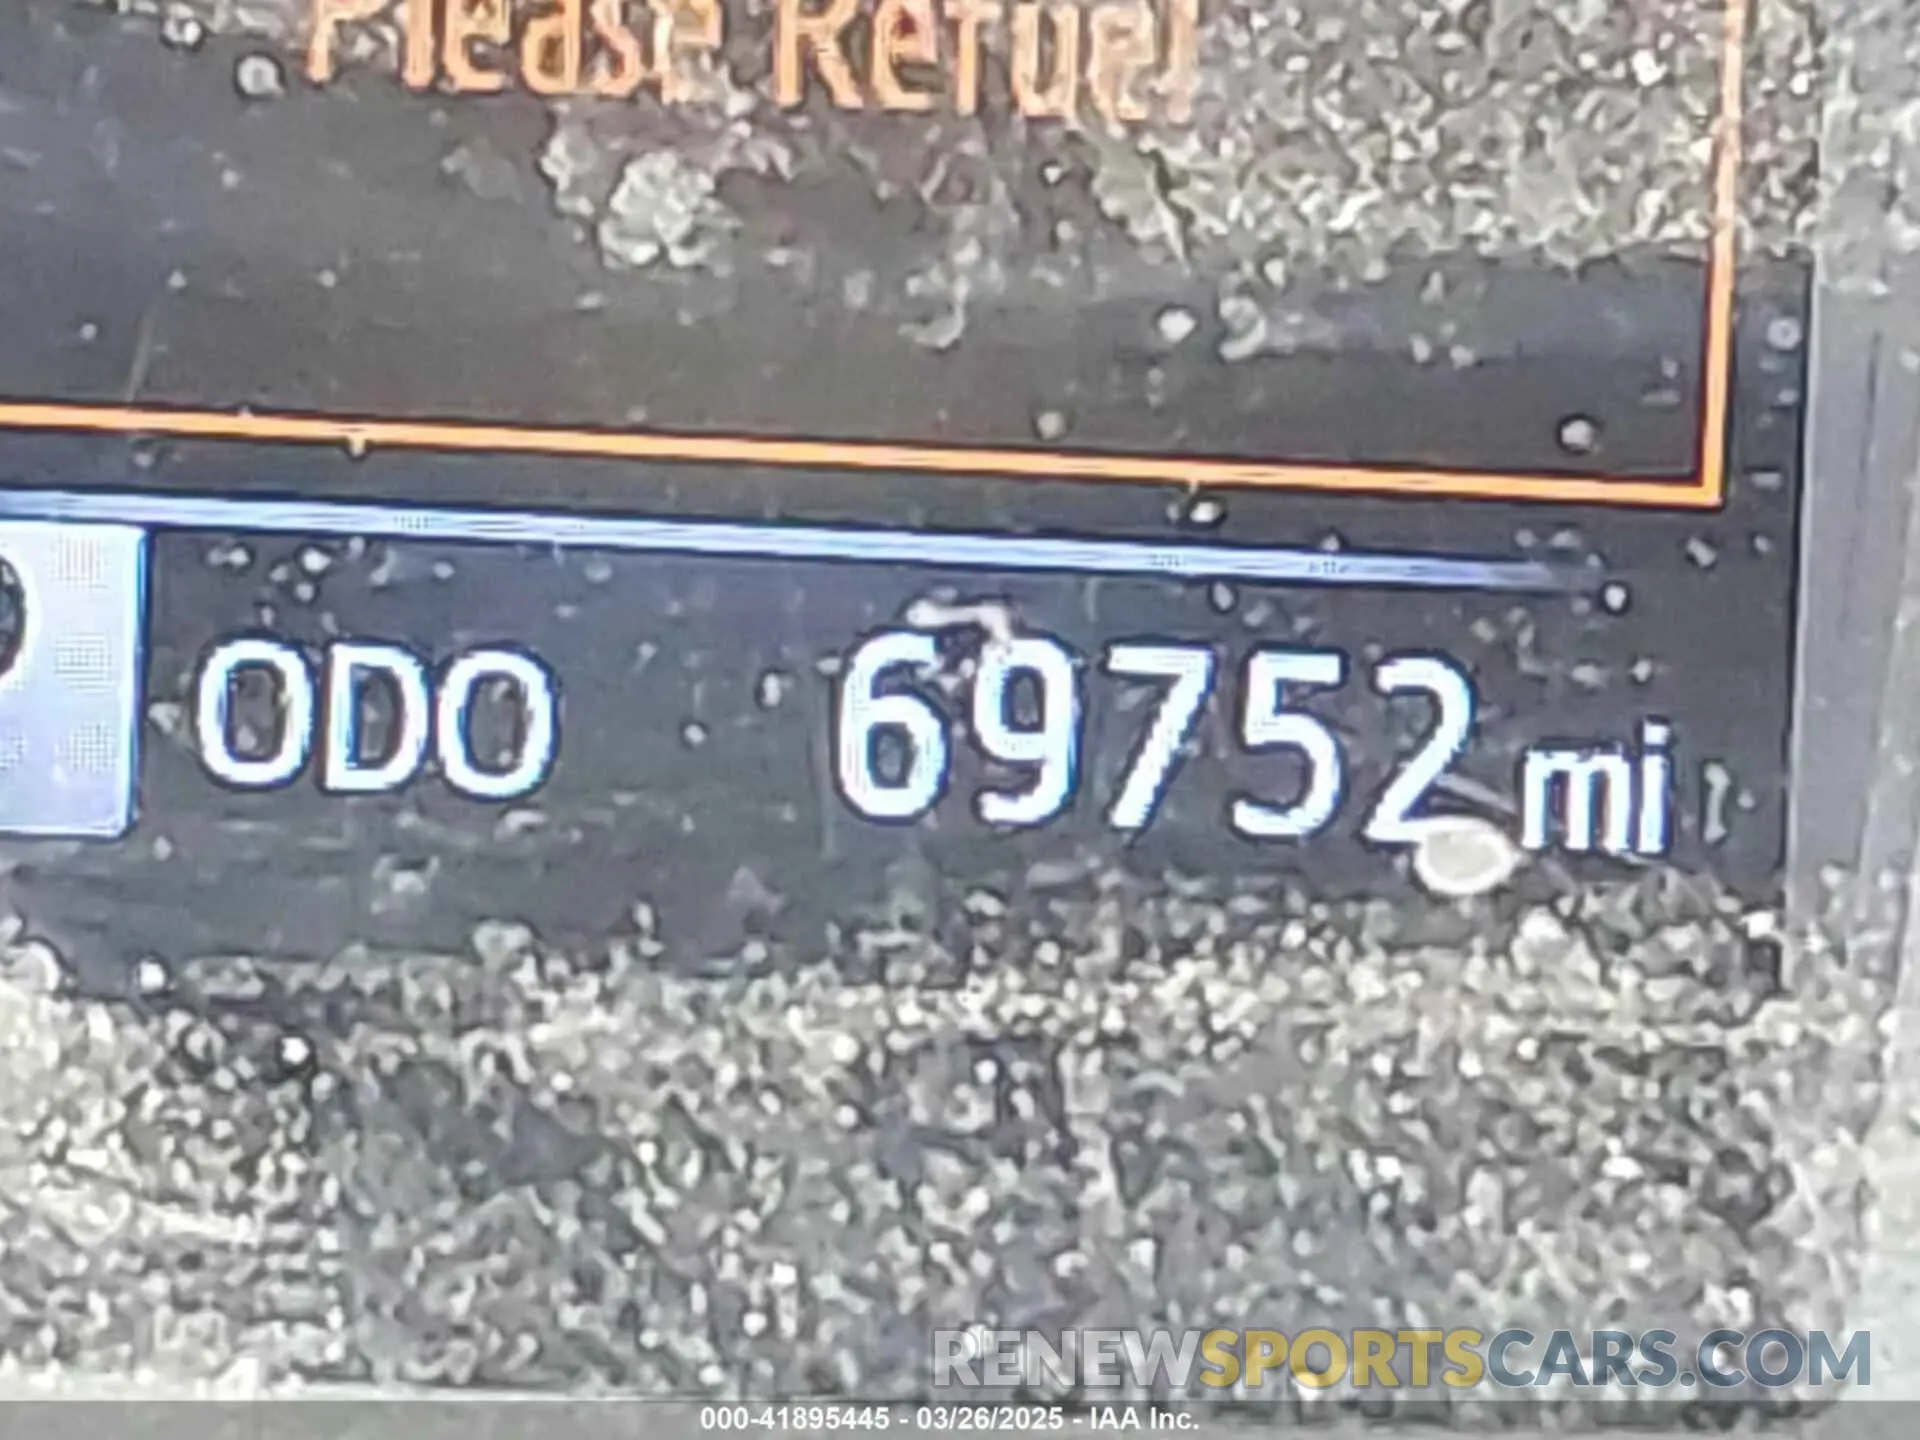 Please Refuel
ODO 69752 mi
RENEWSPORTSCARS.COM
000-41895445 - 03/26/2025 - IAA Inc.